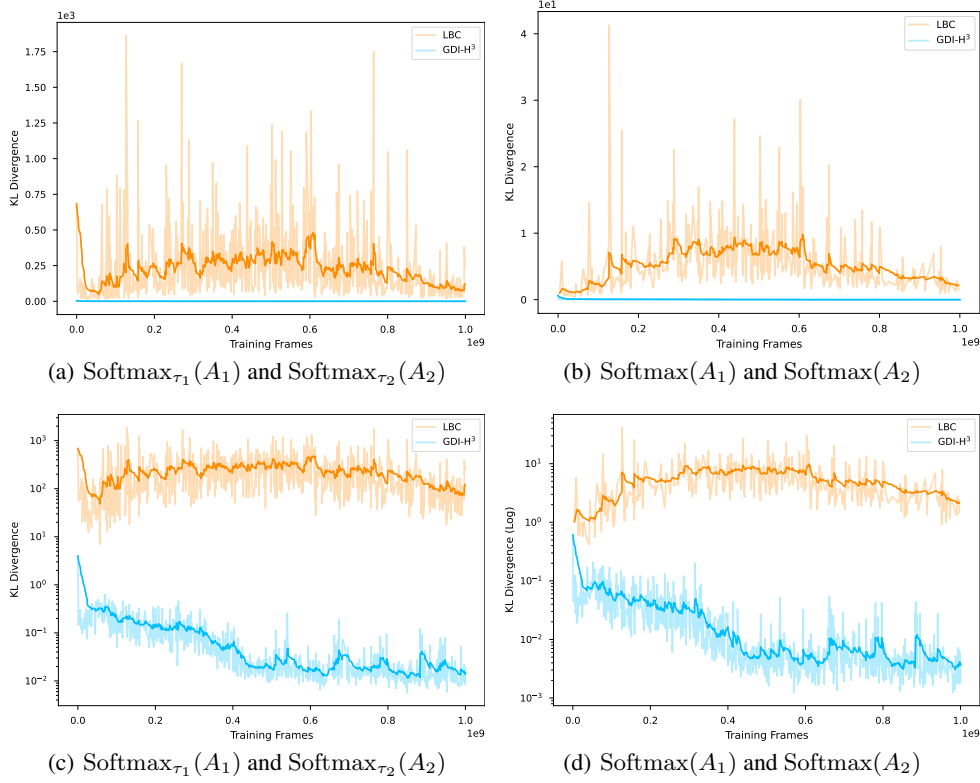 1e3
LBC
GDI-H³
1.75
1.50
1.25
1.00
0.75
0.50
0.25
0.00
KL Divergence
0.0
0.2
0.4
0.6
0.8
1.0
Training Frames
1e9
(a) Softmax_τ₁(A₁) and Softmax_τ₂(A₂)
1e1
LBC
GDI-H³
4
3
2
1
0
KL Divergence
0.0
0.2
0.4
0.6
0.8
1.0
Training Frames
1e9
(b) Softmax(A₁) and Softmax(A₂)
LBC
GDI-H³
10³
10²
10¹
10⁰
10⁻¹
10⁻²
KL Divergence
0.0
0.2
0.4
0.6
0.8
1.0
Training Frames
1e9
(c) Softmax_τ₁(A₁) and Softmax_τ₂(A₂)
LBC
GDI-H³
10¹
10⁰
10⁻¹
10⁻²
10⁻³
KL Divergence (Log)
0.0
0.2
0.4
0.6
0.8
1.0
Training Frames
1e9
(d) Softmax(A₁) and Softmax(A₂)